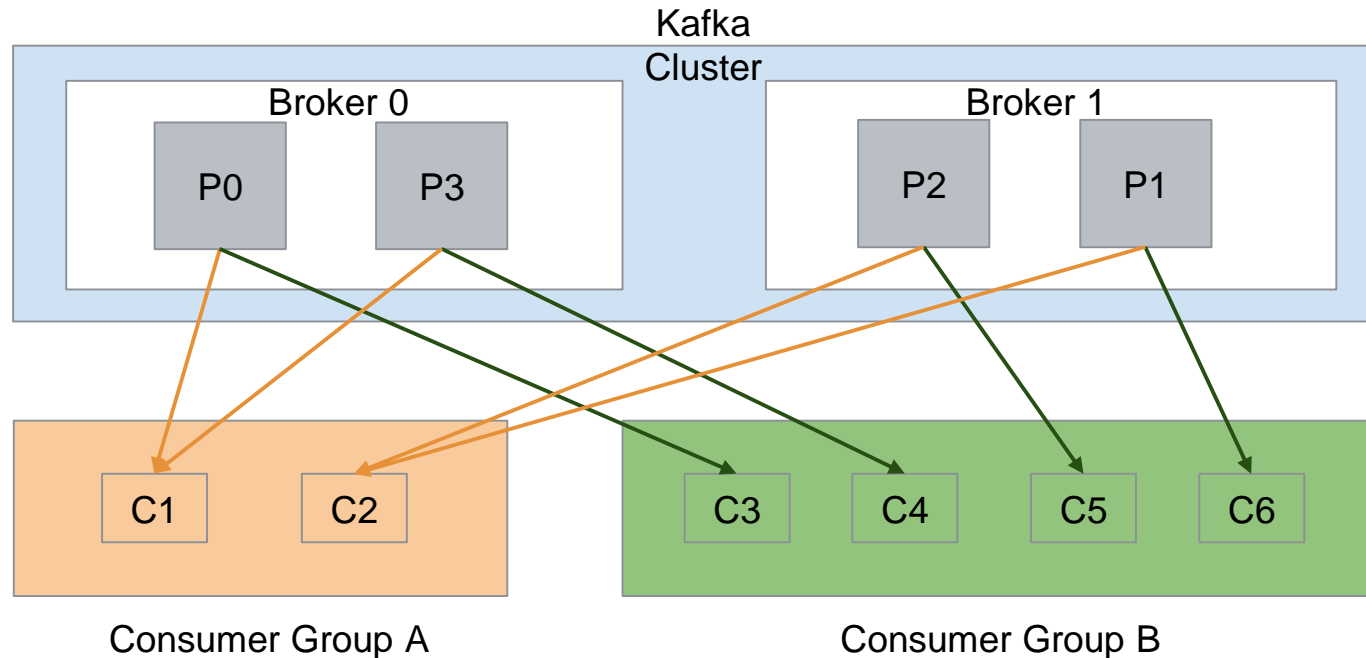 Kafka
Cluster
Broker 0
Broker 1
P0
P3
P2
P1
C1
C2
C3
C4
C5
C6
Consumer Group A
Consumer Group B